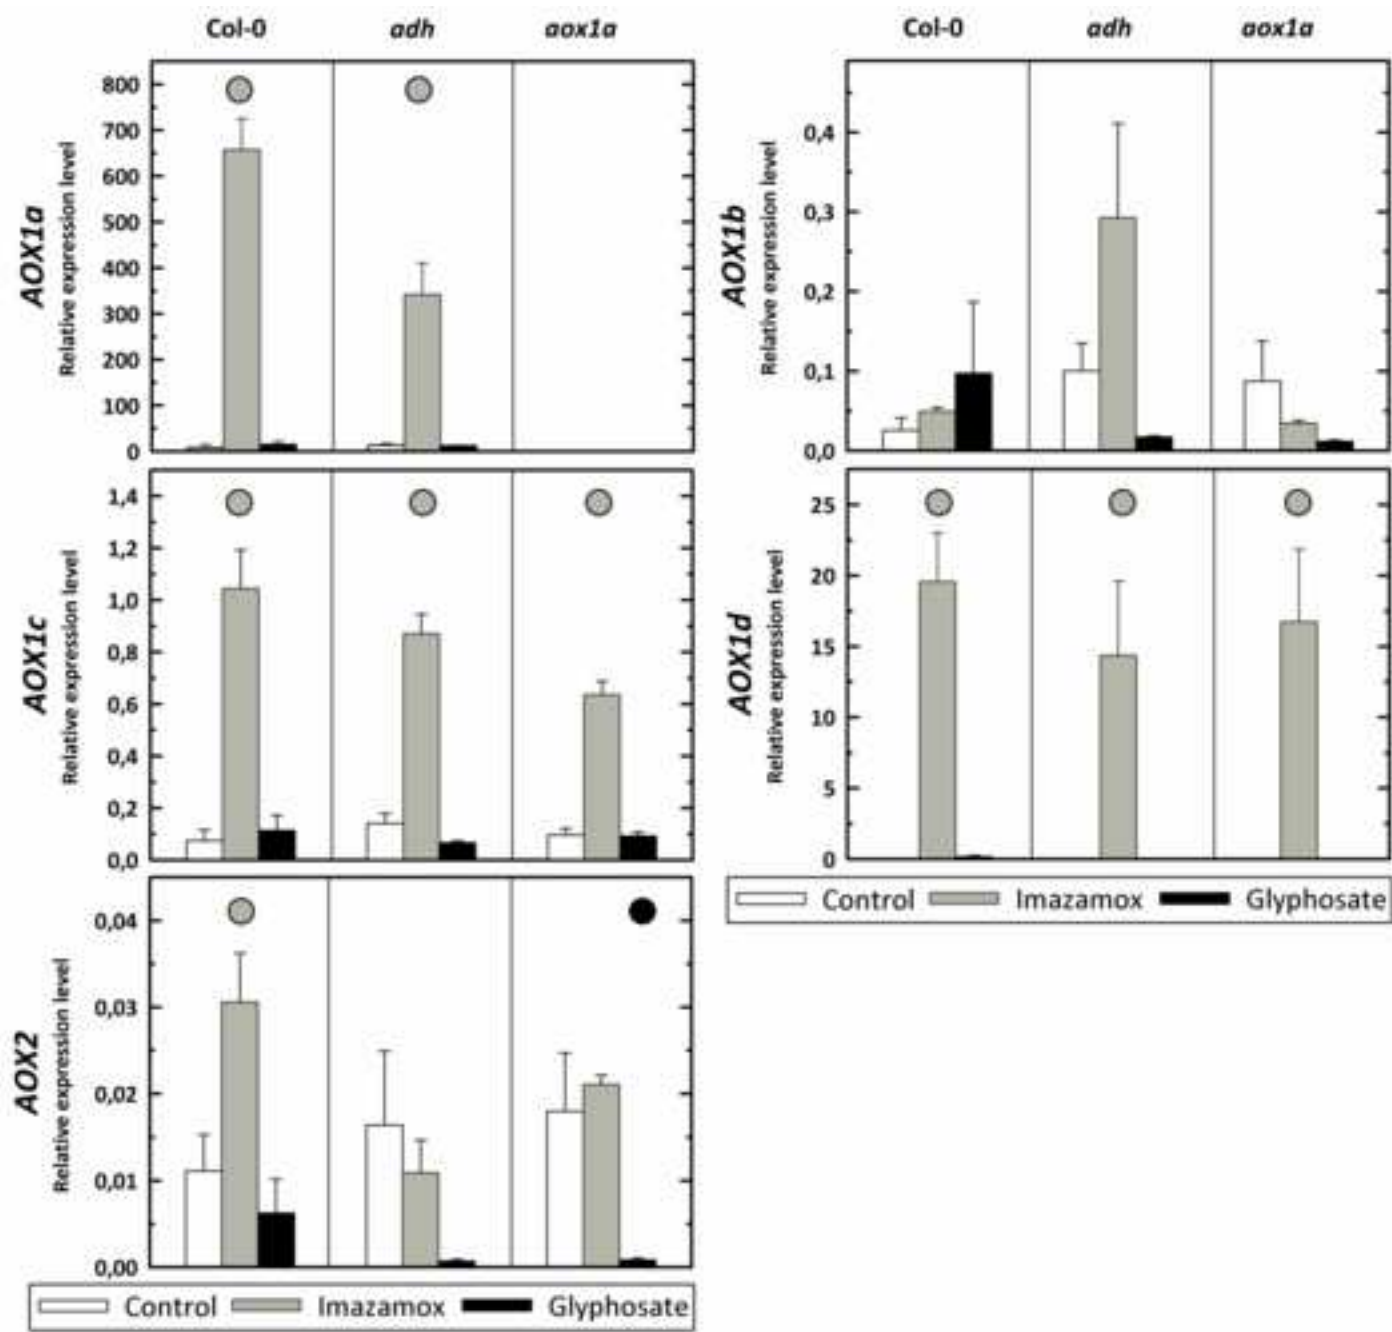 Col-0 adh aox1a
Col-0 adh aox1a
AOX1a
Relative expression level
800
700
600
500
400
300
200
100
0
AOX1b
Relative expression level
0,4
0,3
0,2
0,1
0,0
AOX1c
Relative expression level
1,4
1,2
1,0
0,8
0,6
0,4
0,2
0,0
AOX1d
Relative expression level
25
20
15
10
5
0
Control Imazamox Glyphosate
AOX2
Relative expression level
0,04
0,03
0,02
0,01
0,00
Control Imazamox Glyphosate